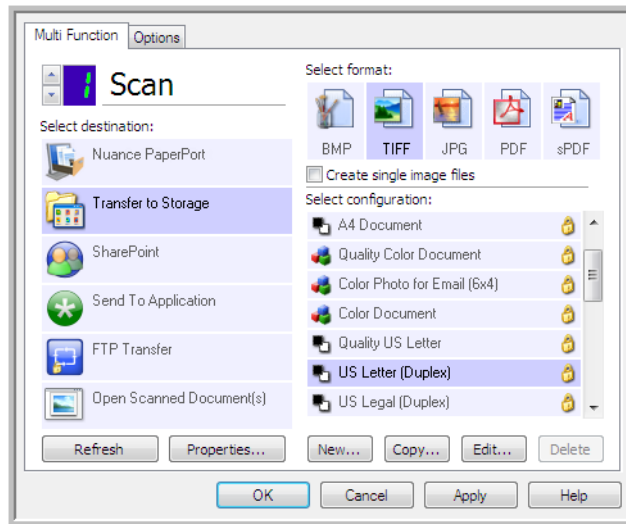 Multi Function Options
1 Scan
Select destination:
Nuance PaperPort
Transfer to Storage
SharePoint
Send To Application
FTP Transfer
Open Scanned Document(s)
Refresh Properties...
Select format:
BMP TIFF JPG PDF sPDF
Create single image files
Select configuration:
A4 Document
Quality Color Document
Color Photo for Email (6x4)
Color Document
Quality US Letter
US Letter (Duplex)
US Legal (Duplex)
New... Copy... Edit... Delete
OK Cancel Apply Help